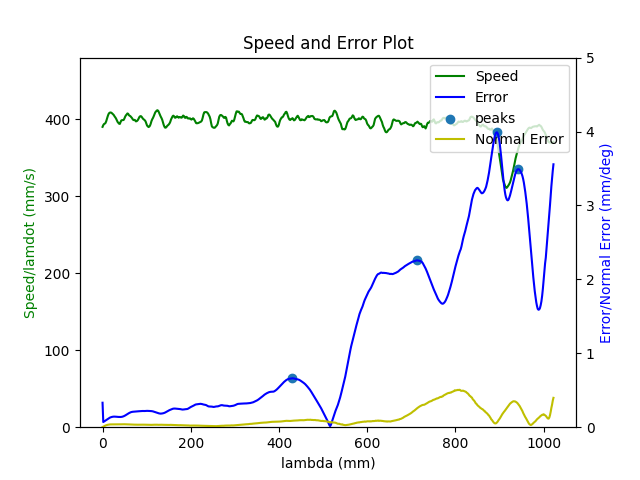 Speed and Error Plot
Speed
Error
peaks
Normal Error
Speed/lamdot (mm/s)
400
300
200
100
0
5
4
3
2
1
0
Error/Normal Error (mm/deg)
0
200
400
600
800
1000
lambda (mm)